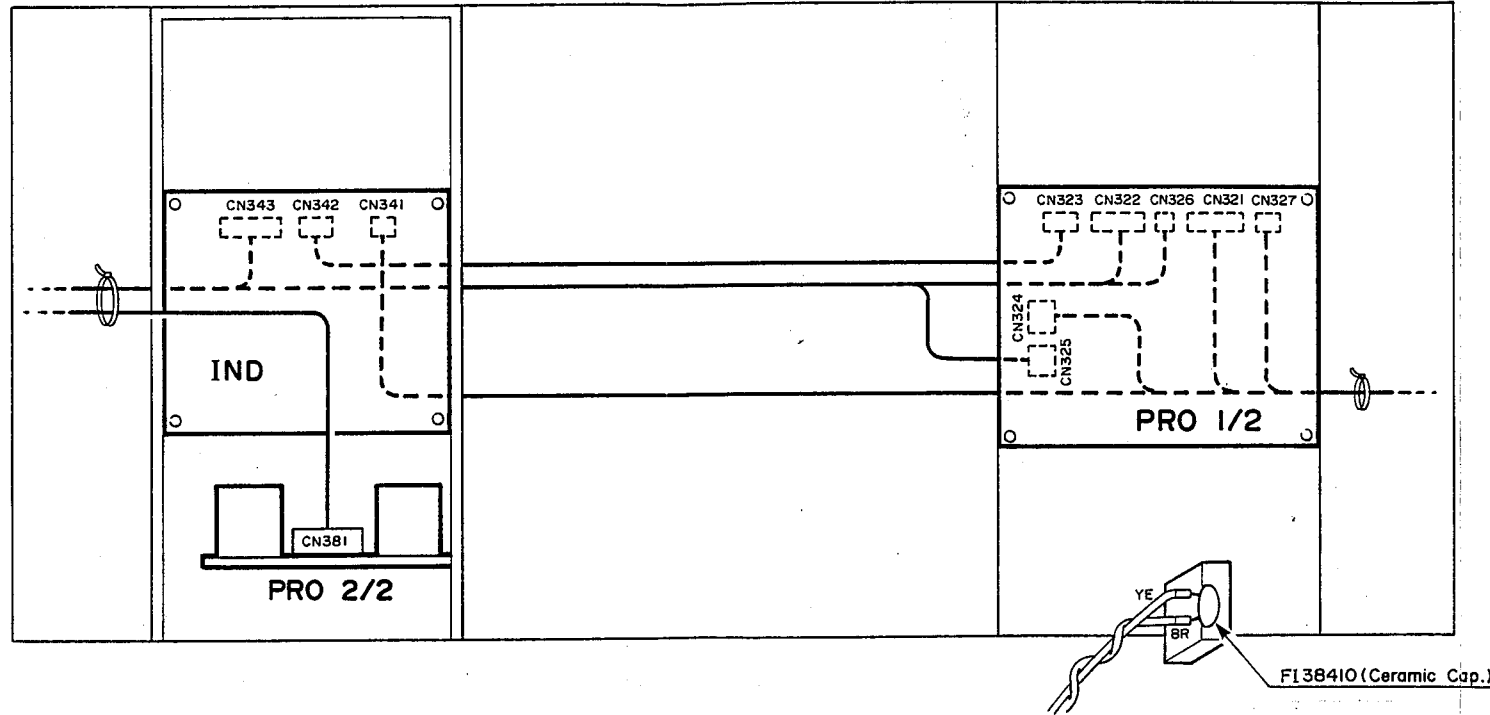 CN343 CN342 CN341
CN323 CN322 CN326 CN321 CN327
CN324
CN325
IND
PRO 1/2
CN381
PRO 2/2
YE
BR
FI38410 (Ceramic Cap.)